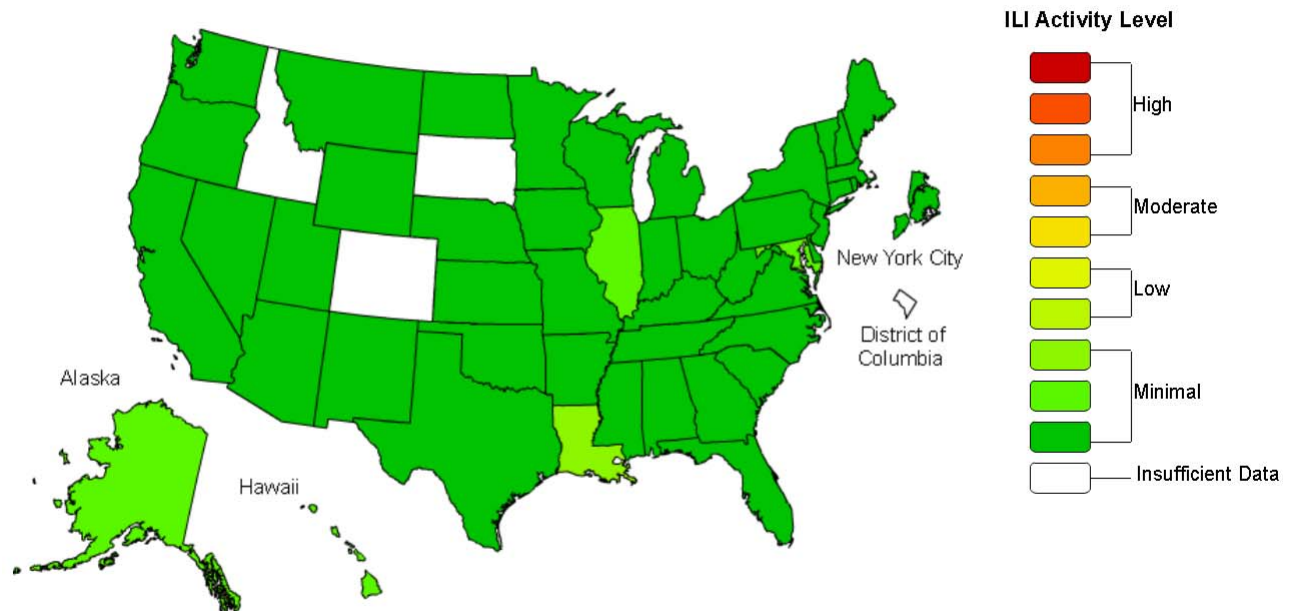 ILI Activity Level
High
Moderate
Low
Minimal
Insufficient Data
New York City
District of
Columbia
Alaska
Hawaii